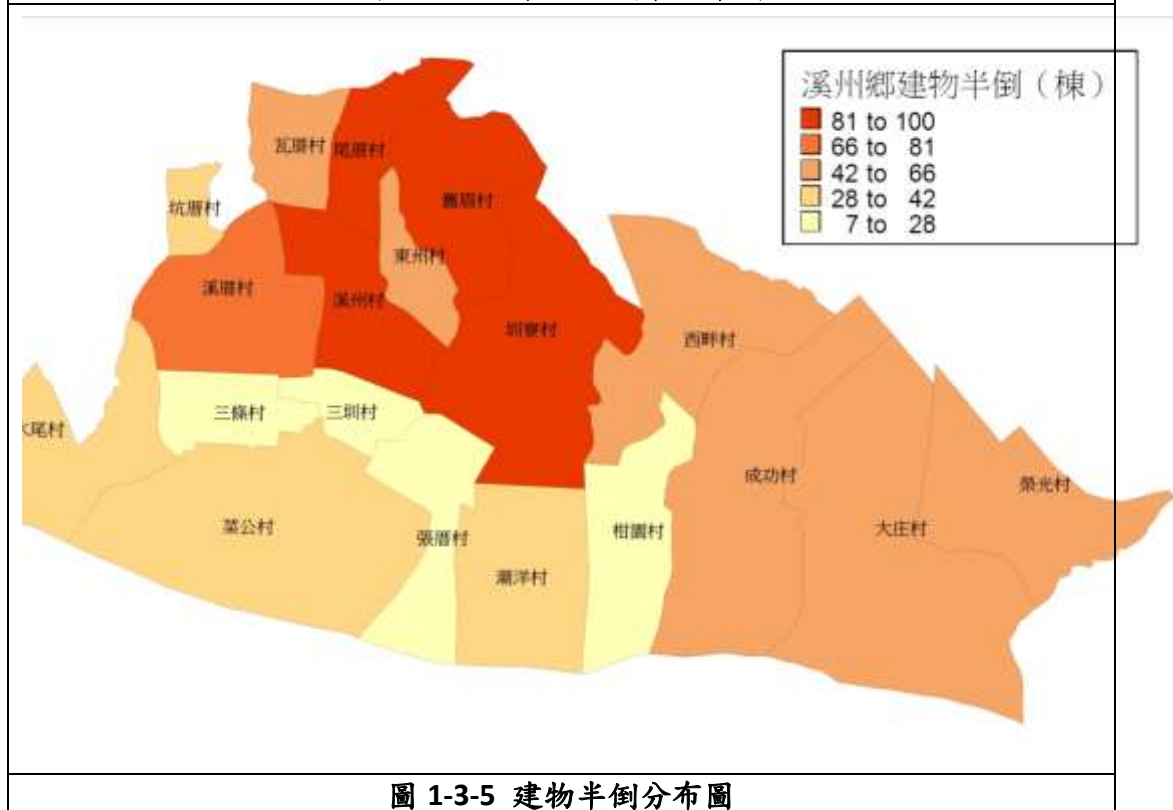 溪州鄉建物半倒（棟）
81 to 100
66 to 81
42 to 66
28 to 42
7 to 28
瓦厝村
尾厝村
舊眉村
坑厝村
東州村
溪厝村
溪州村
圳寮村
西畔村
三條村
三圳村
水尾村
成功村
榮光村
菜公村
張厝村
柑園村
大庄村
潮洋村
圖 1-3-5 建物半倒分布圖